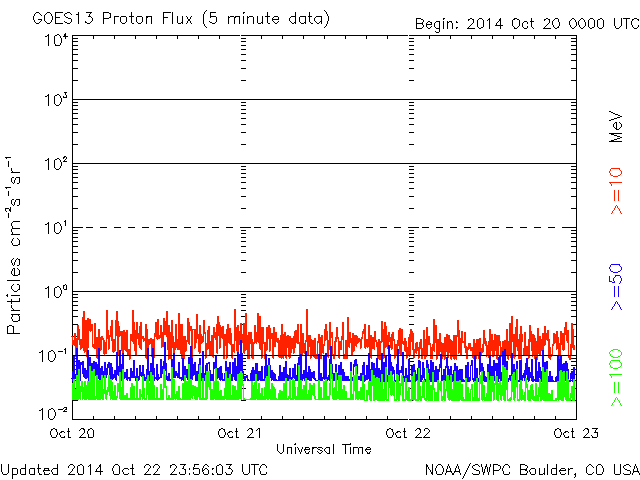 GOES13 Proton Flux (5 minute data)
Begin: 2014 Oct 20 0000 UTC
Particles cm⁻²s⁻¹sr⁻¹
10⁴
10³
10²
10¹
10⁰
10⁻¹
10⁻²
MeV
>=10
>=50
>=100
Oct 20 Oct 21 Oct 22 Oct 23
Universal Time
Updated 2014 Oct 22 23:56:03 UTC
NOAA/SWPC Boulder, CO USA